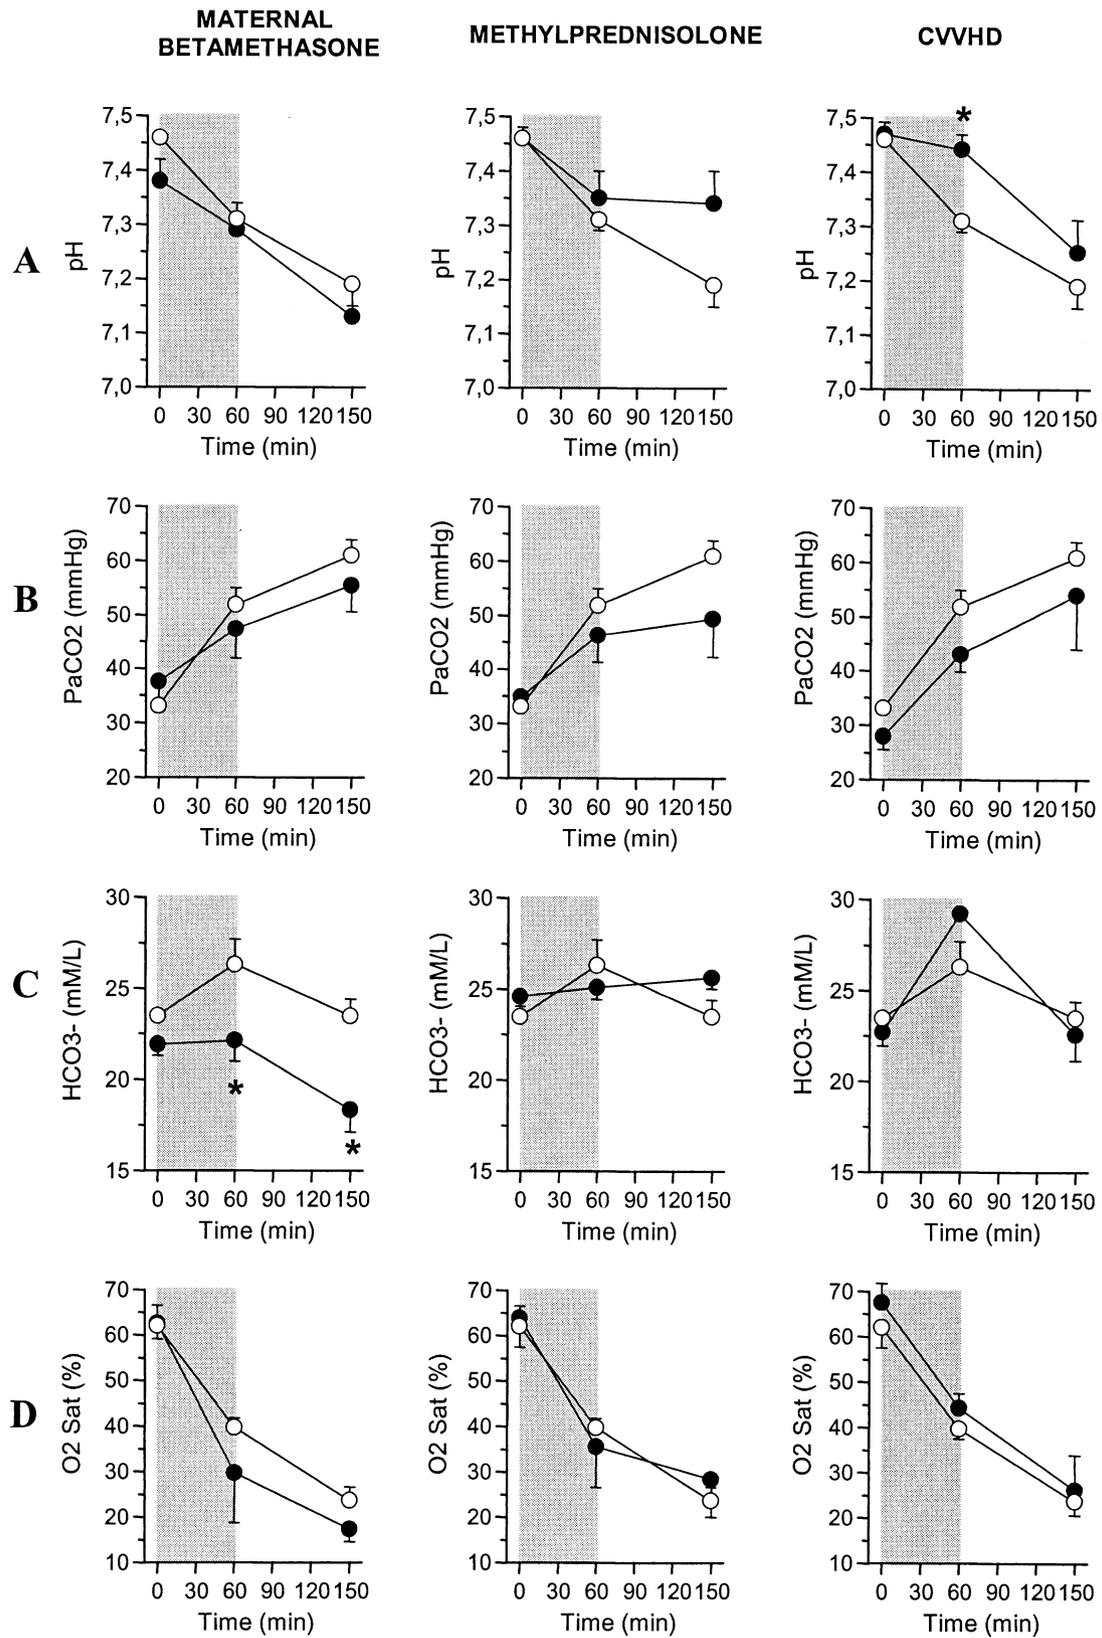 MATERNAL
BETAMETHASONE
METHYLPREDNISOLONE
CVVHD
A
pH
7,5
7,4
7,3
7,2
7,1
7,0
0 30 60 90 120 150
Time (min)
pH
7,5
7,4
7,3
7,2
7,1
7,0
0 30 60 90 120 150
Time (min)
pH
7,5
7,4
7,3
7,2
7,1
7,0
*
0 30 60 90 120 150
Time (min)
B
PaCO2 (mmHg)
70
60
50
40
30
20
0 30 60 90 120 150
Time (min)
PaCO2 (mmHg)
70
60
50
40
30
20
0 30 60 90 120 150
Time (min)
PaCO2 (mmHg)
70
60
50
40
30
20
0 30 60 90 120 150
Time (min)
C
HCO3- (mM/L)
30
25
20
15
*
*
0 30 60 90 120 150
Time (min)
HCO3- (mM/L)
30
25
20
15
0 30 60 90 120 150
Time (min)
HCO3- (mM/L)
30
25
20
15
0 30 60 90 120 150
Time (min)
D
O2 Sat (%)
70
60
50
40
30
20
10
0 30 60 90 120 150
Time (min)
O2 Sat (%)
70
60
50
40
30
20
10
0 30 60 90 120 150
Time (min)
O2 Sat (%)
70
60
50
40
30
20
10
0 30 60 90 120 150
Time (min)